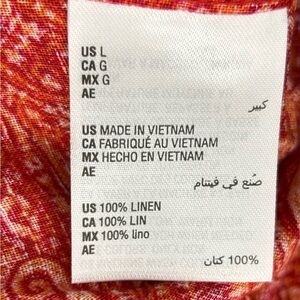 US L
CA G
MX G
AE
كبير
US MADE IN VIETNAM
CA FABRIQUÉ AU VIETNAM
MX HECHO EN VIETNAM
AE
صُنع في فيتنام
US 100% LINEN
CA 100% LIN
MX 100% lino
AE
100% كتان